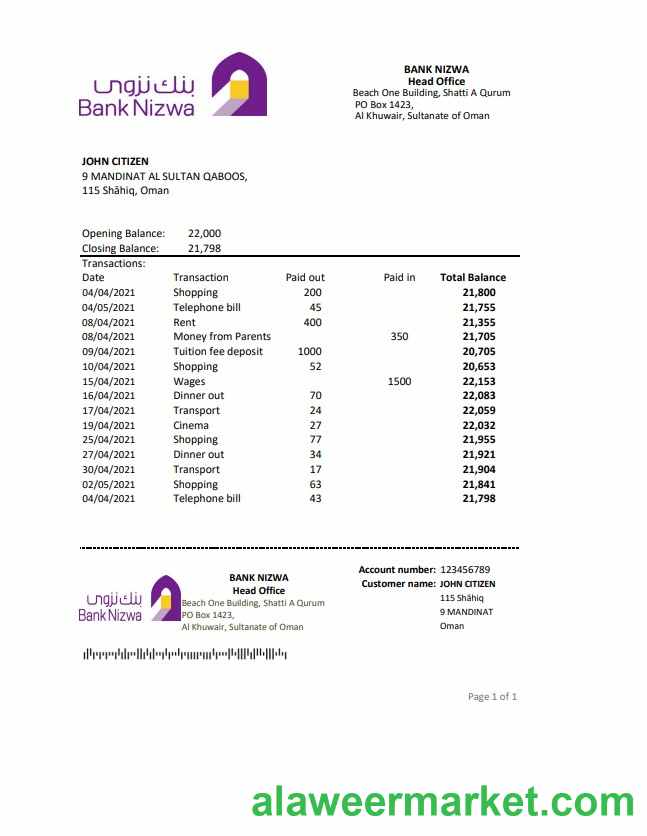 بنك نزوى
Bank Nizwa
BANK NIZWA
Head Office
Beach One Building, Shatti A Qurum
PO Box 1423,
Al Khuwair, Sultanate of Oman
JOHN CITIZEN
9 MANDINAT AL SULTAN QABOOS,
115 Shāhiq, Oman
Opening Balance: 22,000
Closing Balance: 21,798
Transactions:
Date Transaction Paid out Paid in Total Balance
04/04/2021 Shopping 200 21,800
04/05/2021 Telephone bill 45 21,755
08/04/2021 Rent 400 21,355
08/04/2021 Money from Parents 350 21,705
09/04/2021 Tuition fee deposit 1000 20,705
10/04/2021 Shopping 52 20,653
15/04/2021 Wages 1500 22,153
16/04/2021 Dinner out 70 22,083
17/04/2021 Transport 24 22,059
19/04/2021 Cinema 27 22,032
25/04/2021 Shopping 77 21,955
27/04/2021 Dinner out 34 21,921
30/04/2021 Transport 17 21,904
02/05/2021 Shopping 63 21,841
04/04/2021 Telephone bill 43 21,798
بنك نزوى
Bank Nizwa
BANK NIZWA
Head Office
Beach One Building, Shatti A Qurum
PO Box 1423,
Al Khuwair, Sultanate of Oman
Account number: 123456789
Customer name: JOHN CITIZEN
115 Shāhiq
9 MANDINAT
Oman
Page 1 of 1
alaweermarket.com